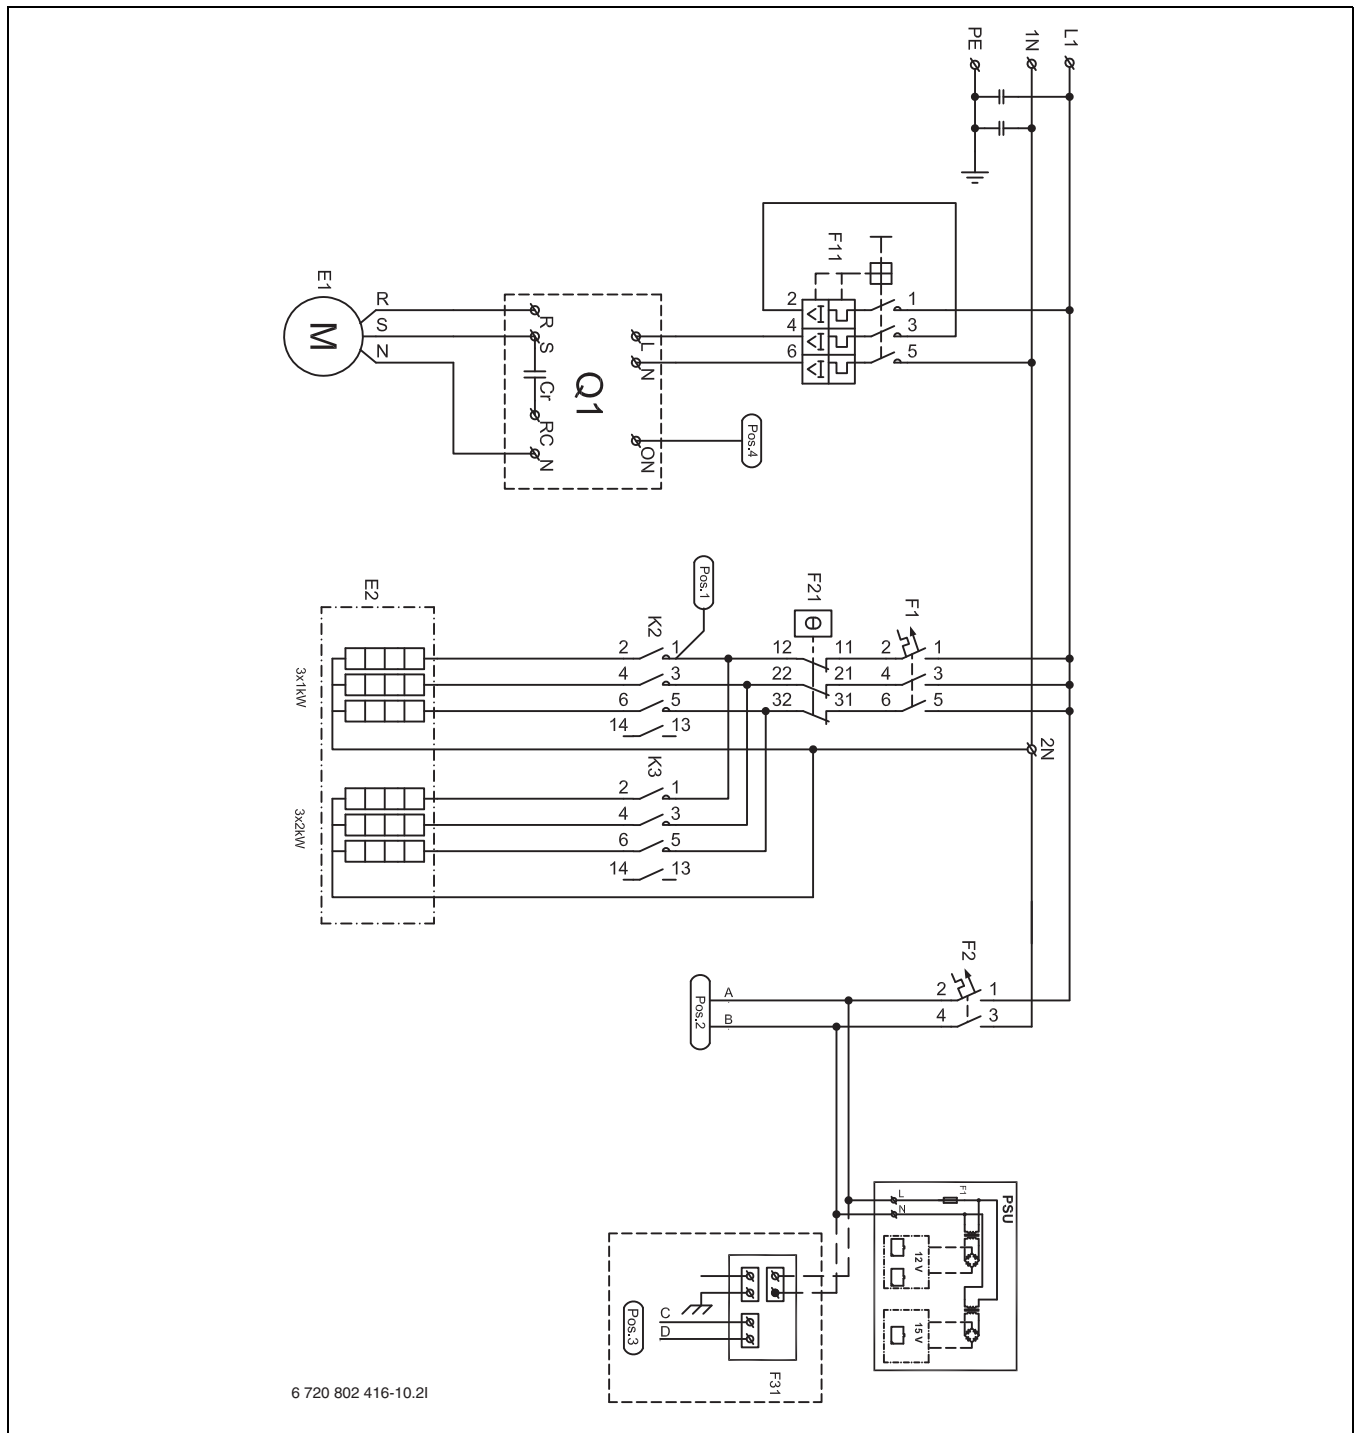 PE
1N
L1
F11
2 1
4 3
6 5
E1
M
R
S
N
R
S
Cr
RC
N
Q1
L
N
ON
Pos.4
Pos.1
F21
F1
Θ
E2
3x1kW
K2
2 1 12 11 2 1
4 3 22 21 4 3
6 5 32 31 6 5
14 13
2N
3x2kW
K3
2 1
4 3
6 5
14 13
F2
2 1
4 3
Pos.2
A
B
PSU
L
N
F1
12 V
15 V
C
D
Pos.3
F31
6 720 802 416-10.2I